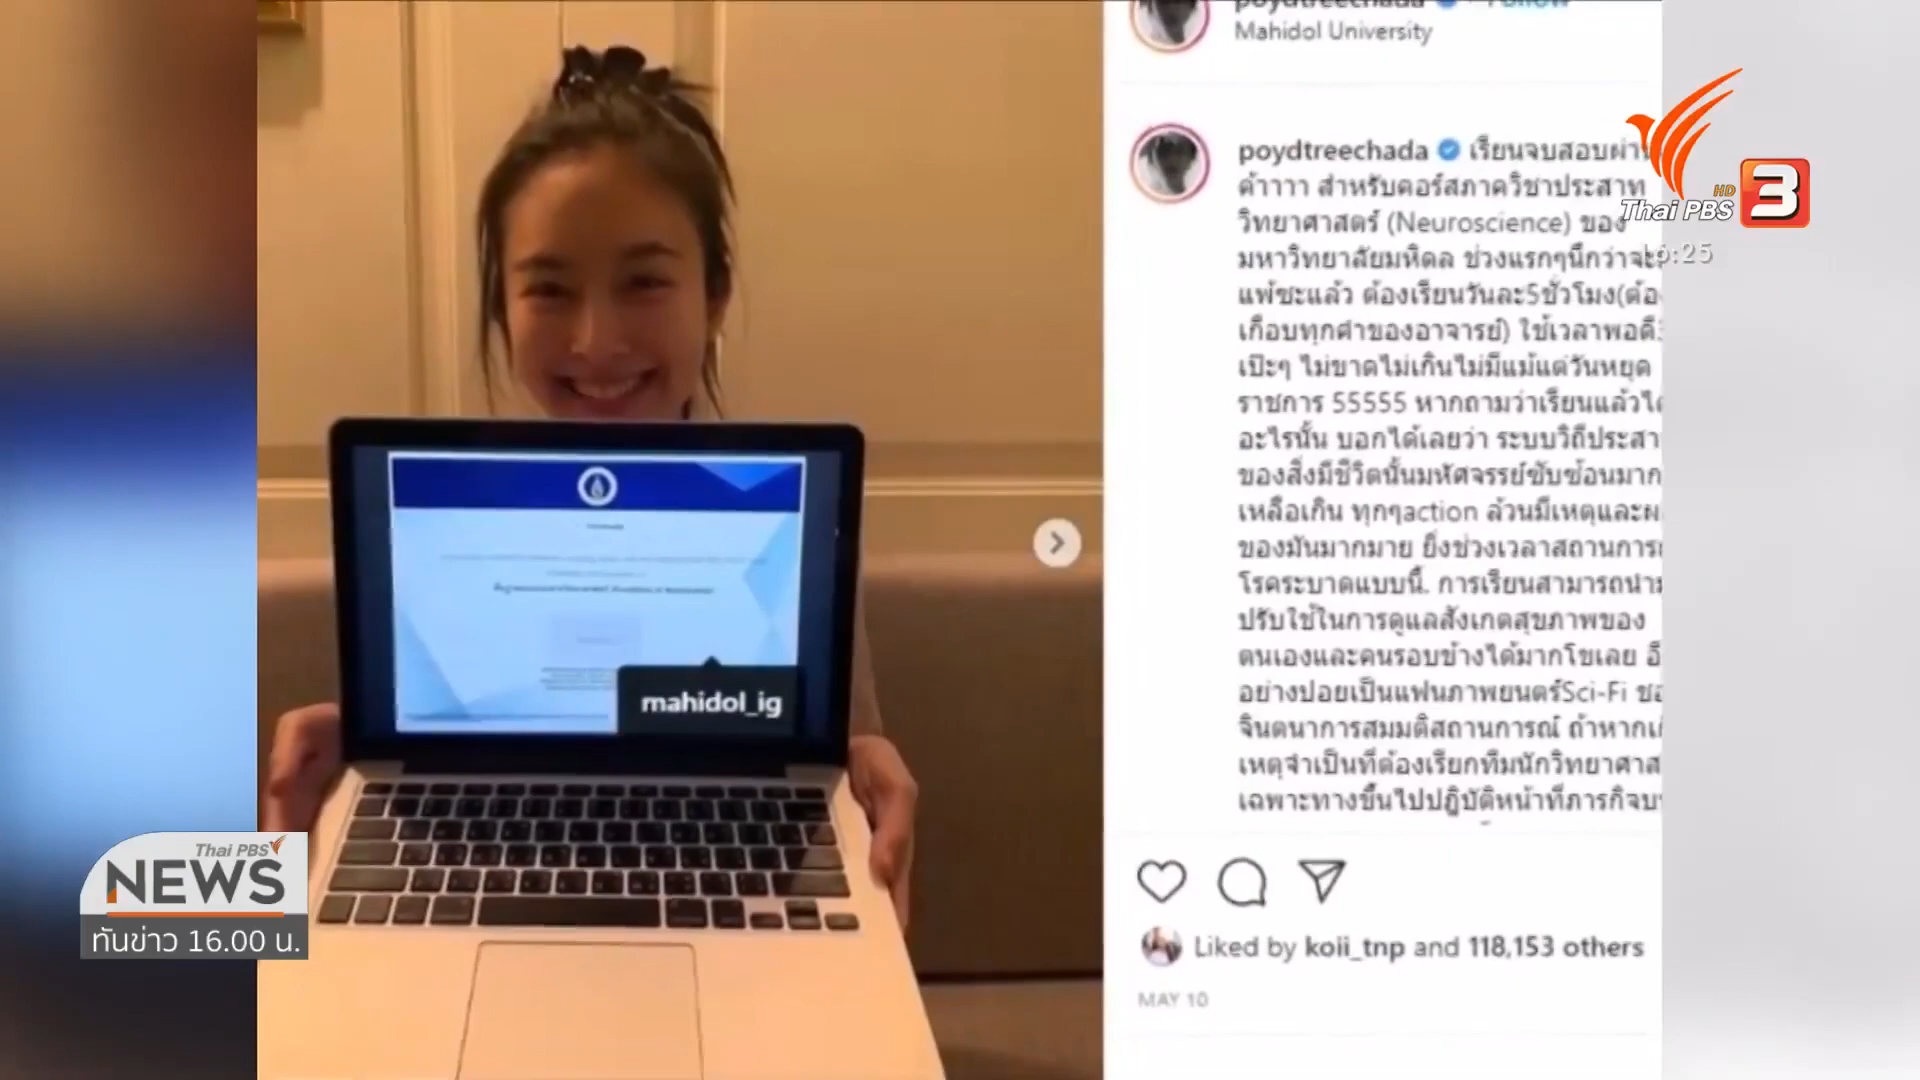 Mahidol University
poydtreechada เรียนจบสอบผ่าน
ค้าาาา สำหรับคอร์สภาควิชาประสาท
วิทยาศาสตร์ (Neuroscience) ของ
มหาวิทยาลัยมหิดล ช่วงแรกๆนึกว่าจะ
แพ้ซะแล้ว ต้องเรียนวันละ5ชั่วโมง(ต้อง
เกือบทุกคำของอาจารย์) ใช้เวลาพอดี
เป๊ะๆ ไม่ขาดไม่เกินไม่มีแม้แต่วันหยุด
ราชการ 55555 หากถามว่าเรียนแล้วได้
อะไรนั้น บอกได้เลยว่า ระบบวิถีประสา
ของสิ่งมีชีวิตนั้นมหัศจรรย์ซับซ้อนมาก
เหลือเกิน ทุกๆaction ล้วนมีเหตุและผ
ของมันมากมาย ยิ่งช่วงเวลาสถานการ
โรคระบาดแบบนี้. การเรียนสามารถนำม
ปรับใช้ในการดูแลสังเกตสุขภาพของ
ตนเองและคนรอบข้างได้มากโขเลย อี
อย่างปอยเป็นแฟนภาพยนตร์Sci-Fi ชอ
จินตนาการสมมติสถานการณ์ ถ้าหากเ
เหตุจำเป็นที่ต้องเรียกทีมนักวิทยาศาส
เฉพาะทางขึ้นไปปฏิบัติหน้าที่ภารกิจบ
Liked by koii_tnp and 118,153 others
MAY 10
mahidol_ig
Thai PBS HD 3
16:25
Thai PBS
NEWS
ทันข่าว 16.00 น.